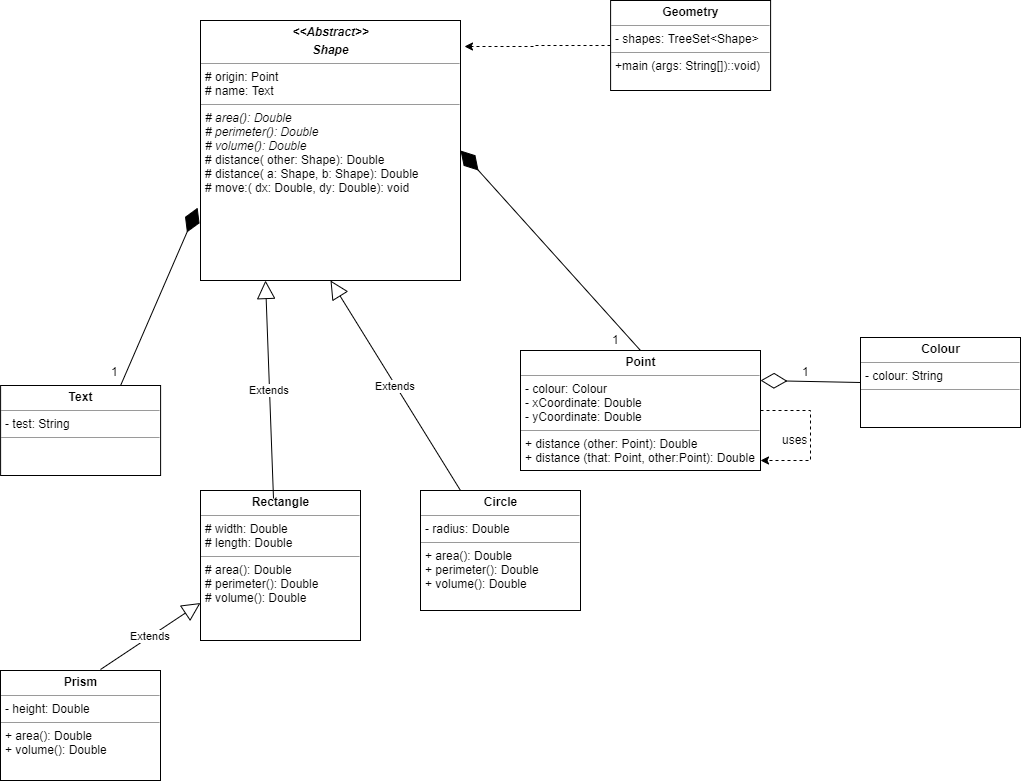 <<Abstract>>
Shape
# origin: Point
# name: Text
# area(): Double
# perimeter(): Double
# volume(): Double
# distance( other: Shape): Double
# distance( a: Shape, b: Shape): Double
# move:( dx: Double, dy: Double): void
Geometry
- shapes: TreeSet<Shape>
+main (args: String[])::void)
1
Text
- test: String
Extends
Extends
1
Point
- colour: Colour
- xCoordinate: Double
- yCoordinate: Double
+ distance (other: Point): Double
+ distance (that: Point, other:Point): Double
1
uses
Colour
- colour: String
Rectangle
# width: Double
# length: Double
# area(): Double
# perimeter(): Double
# volume(): Double
Circle
- radius: Double
+ area(): Double
+ perimeter(): Double
+ volume(): Double
Extends
Prism
- height: Double
+ area(): Double
+ volume(): Double